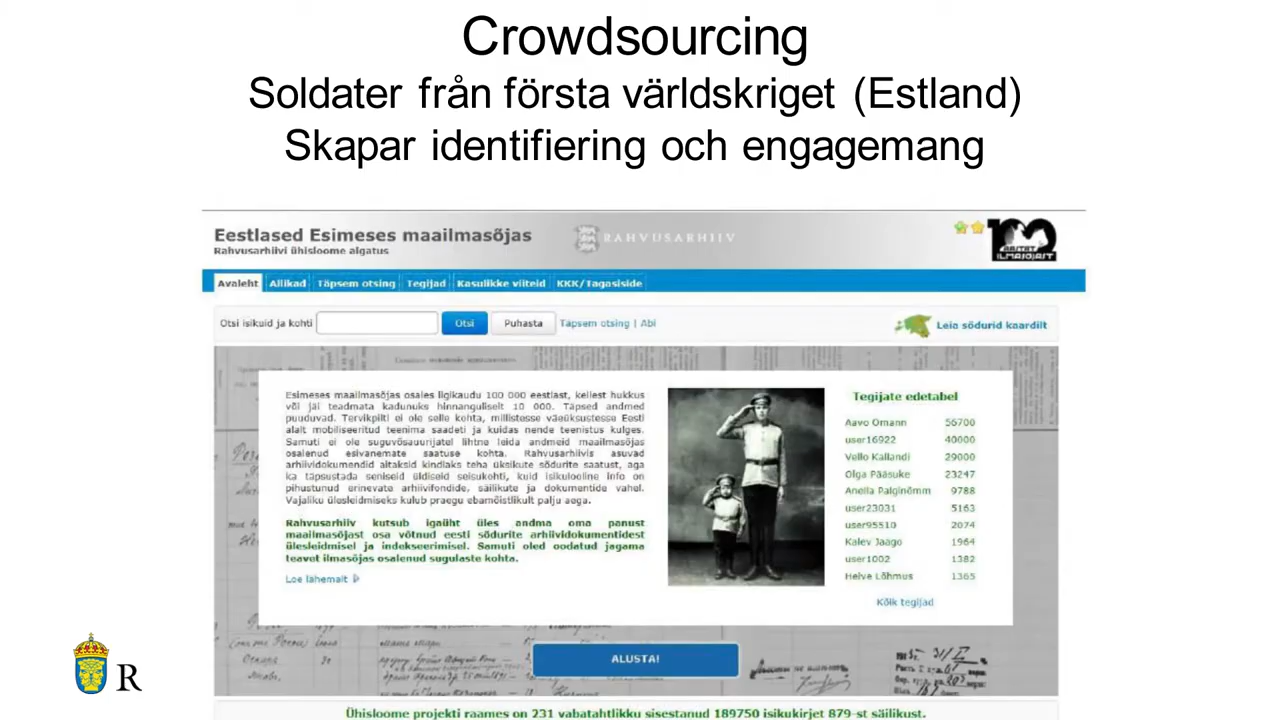 Crowdsourcing
Soldater från första världskriget (Estland)
Skapar identifiering och engagemang
Eestlased Esimeses maailmasõjas
Rahvusarhiivi ühisloome algatus
RAHVUSARHIIV
100
AASTAT
ILMASÕJAST
Avaleht Allikad Täpsem otsing Tegijad Kasulikke viiteid KKK/Tagasiside
Otsi isikuid ja kohti Otsi Puhasta Täpsem otsing | Abi Leia sõdurid kaardilt
Esimeses maailmasõjas osales ligikaudu 100 000 eestlast, kellest hukkus
või jäi teadmata kadunuks hinnanguliselt 10 000. Täpsed andmed
puuduvad. Tervikpilti ei ole selle kohta, millistesse väeüksustesse Eesti
alalt mobiliseeritud teenima saadeti ja kuidas nende teenistus kulges.
Samuti ei ole suguvõsauurijatel lihtne leida andmeid maailmasõjas
osalenud esivanemate saatuse kohta. Rahvusarhiivis asuvad
arhiividokumendid aitaksid kindlaks teha üksikute sõdurite saatust, aga
ka täpsustada seniseid üldiseid seisukohti, kuid isikulooline info on
pihustunud erinevate arhiivifondide, säilikute ja dokumentide vahel.
Vajaliku ülesleidmiseks kulub praegu ebamõistlikult palju aega.
Rahvusarhiiv kutsub igaüht üles andma oma panust
maailmasõjast osa võtnud eesti sõdurite arhiividokumentidest
ülesleidmisel ja indekseerimisel. Samuti oled oodatud jagama
teavet ilmasõjas osalenud sugulaste kohta.
Loe lähemalt
Tegijate edetabel
Aavo Omann 56700
user16922 40000
Vello Kallandi 29000
Olga Pääsuke 23247
Anella Palginõmm 9788
user23031 5163
user95510 2074
Kalev Jaago 1964
user1002 1382
Helve Lõhmus 1365
Kõik tegijad
ALUSTA!
R
Ühisloome projekti raames on 231 vabatahtlikku sisestanud 189750 isikukirjet 879-st säilikust.